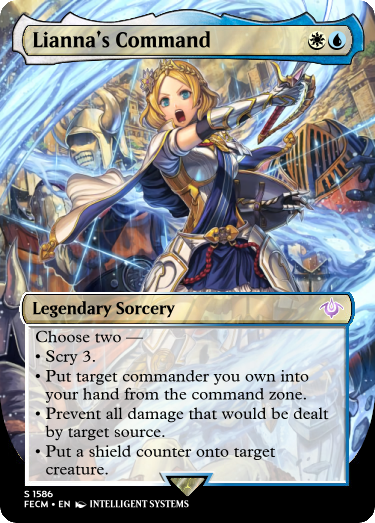 Lianna's Command
Legendary Sorcery
Choose two —
• Scry 3.
• Put target commander you own into
your hand from the command zone.
• Prevent all damage that would be dealt
by target source.
• Put a shield counter onto target
creature.
S 1586
FECM • EN INTELLIGENT SYSTEMS